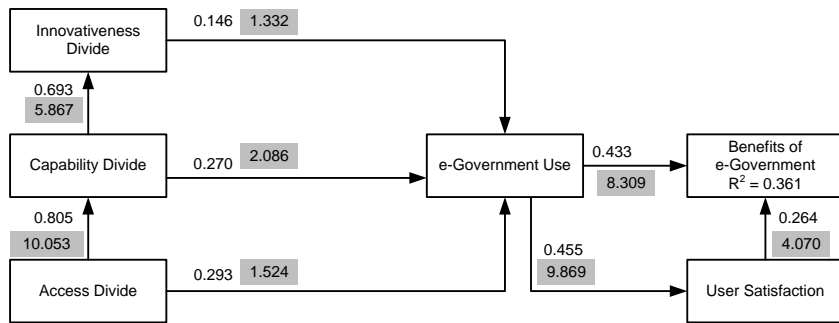 Innovativeness
Divide
0.146 1.332
0.693
5.867
Capability Divide
0.270 2.086
e-Government Use
0.433
8.309
Benefits of
e-Government
R² = 0.361
0.805
10.053
0.264
4.070
Access Divide
0.293 1.524
0.455
9.869
User Satisfaction